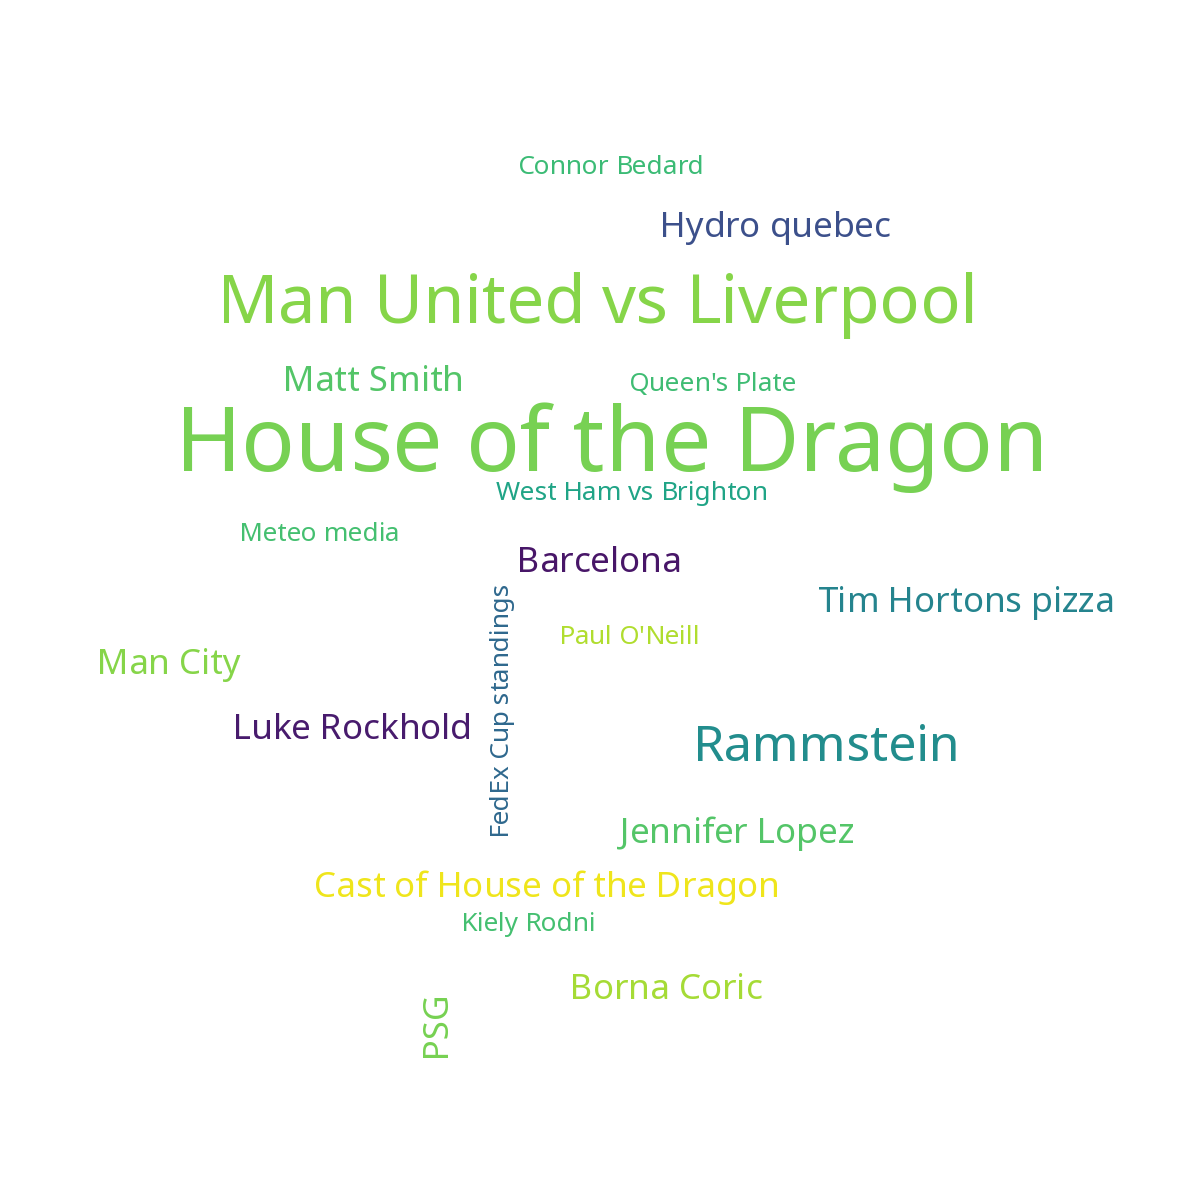 Connor Bedard
Hydro quebec
Man United vs Liverpool
Matt Smith
Queen's Plate
House of the Dragon
West Ham vs Brighton
Meteo media
Barcelona
Tim Hortons pizza
Paul O'Neill
Man City
FedEx Cup standings
Luke Rockhold
Rammstein
Jennifer Lopez
Cast of House of the Dragon
Kiely Rodni
Borna Coric
PSG